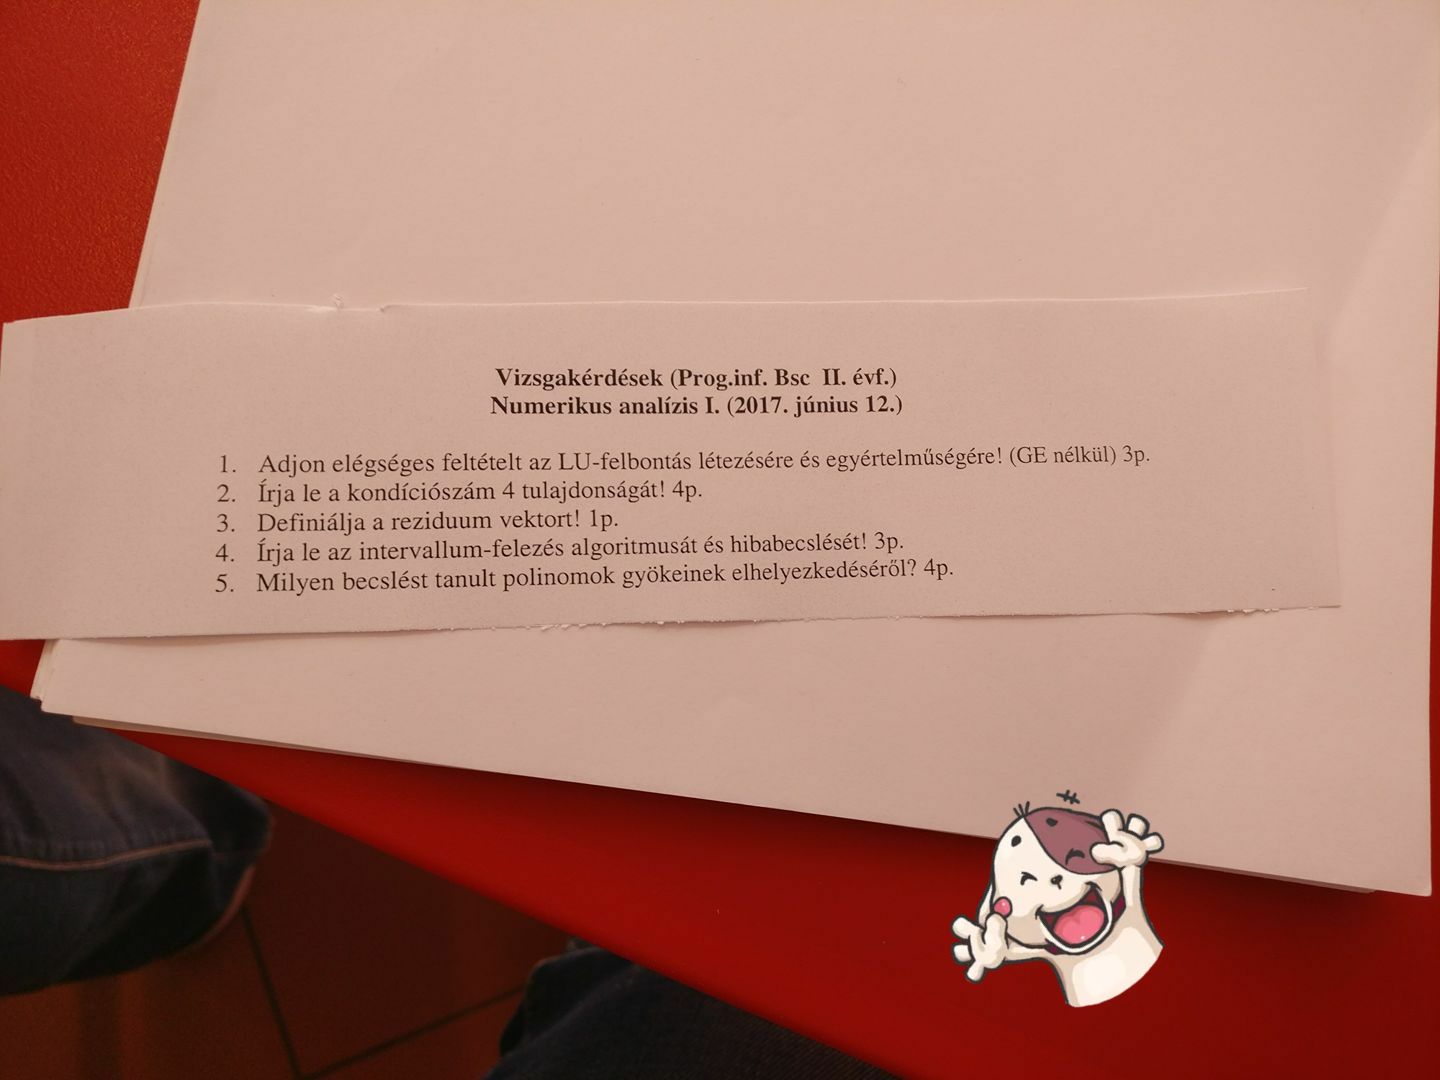 Vizsgakérdések (Prog.inf. Bsc II. évf.)
Numerikus analízis I. (2017. június 12.)
1. Adjon elégséges feltételt az LU-felbontás létezésére és egyértelműségére! (GE nélkül) 3p.
2. Írja le a kondíciószám 4 tulajdonságát! 4p.
3. Definiálja a reziduum vektort! 1p.
4. Írja le az intervallum-felezés algoritmusát és hibabecslését! 3p.
5. Milyen becslést tanult polinomok gyökeinek elhelyezkedéséről? 4p.